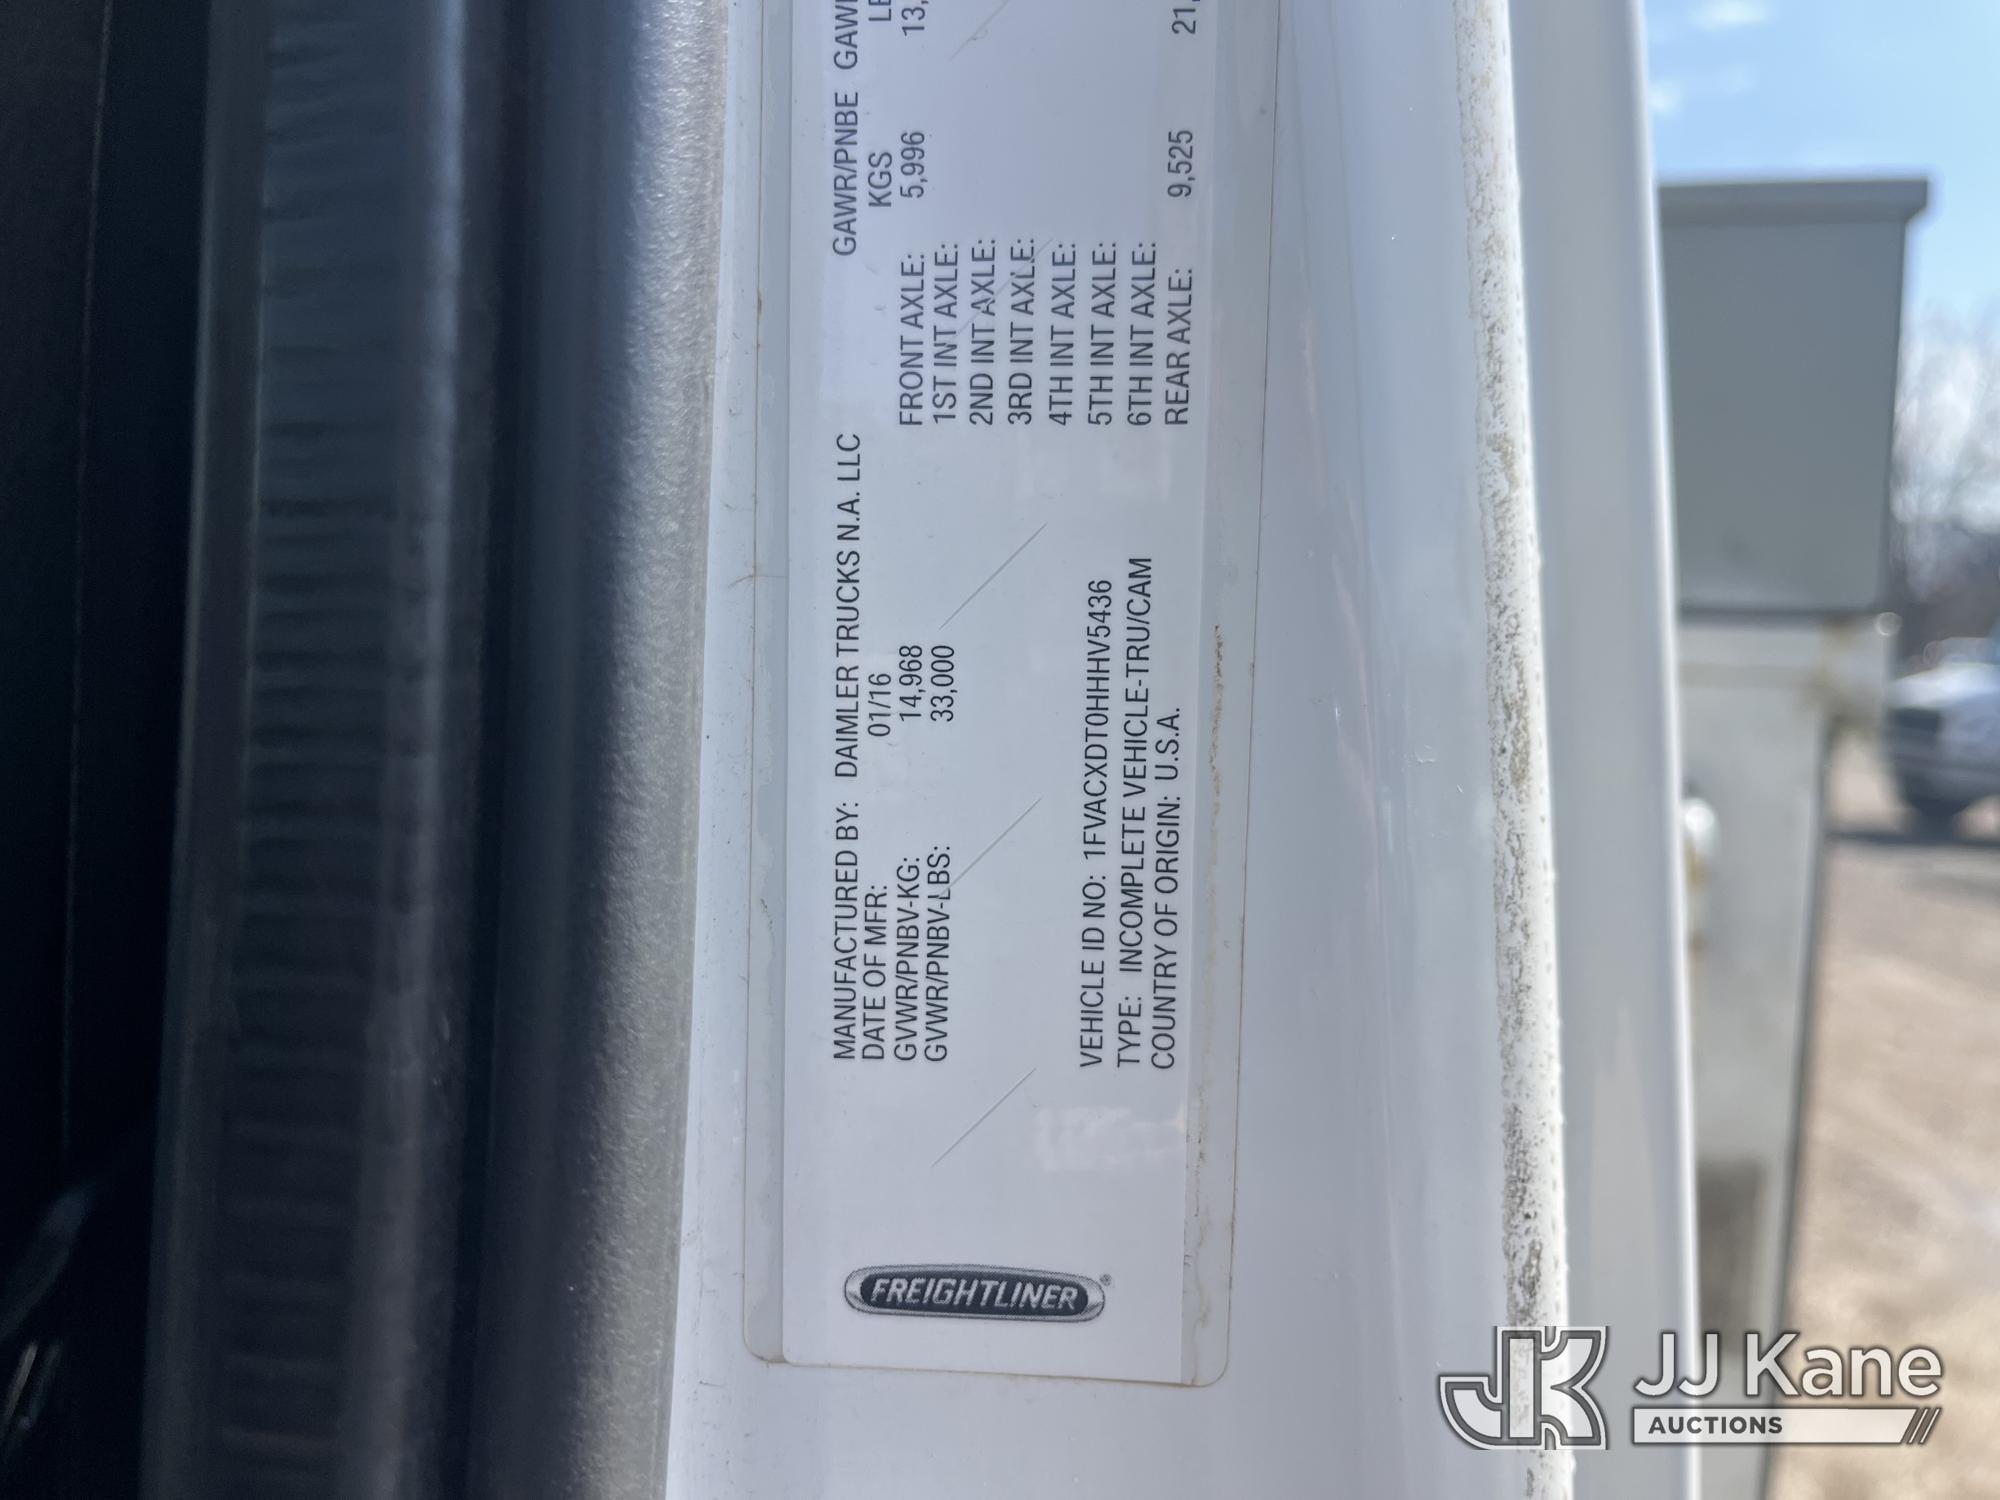 FREIGHTLINER®
MANUFACTURED BY: DAIMLER TRUCKS N.A. LLC
DATE OF MFR: 01/16
GVWR/PNBV-KG: 14,968
GVWR/PNBV-LBS: 33,000
VEHICLE ID NO: 1FVACXDT0HHHV5436
TYPE: INCOMPLETE VEHICLE-TRU/CAM
COUNTRY OF ORIGIN: U.S.A.
GAWR/PNBE
KGS
FRONT AXLE: 5,996 13,
1ST INT AXLE:
2ND INT AXLE:
3RD INT AXLE:
4TH INT AXLE:
5TH INT AXLE:
6TH INT AXLE:
REAR AXLE: 9,525 21,
JK JJ Kane
AUCTIONS